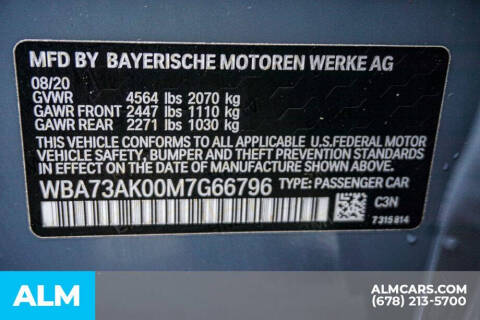 MFD BY BAYERISCHE MOTOREN WERKE AG
08/20
GVWR 4564 lbs 2070 kg
GAWR FRONT 2447 lbs 1110 kg
GAWR REAR 2271 lbs 1030 kg
THIS VEHICLE CONFORMS TO ALL APPLICABLE U.S.FEDERAL MOTOR
VEHICLE SAFETY, BUMPER AND THEFT PREVENTION STANDARDS
IN EFFECT ON THE DATE OF MANUFACTURE SHOWN ABOVE.
WBA73AK00M7G66796 TYPE: PASSENGER CAR
C3N
7315814
ALM
ALMCARS.COM
(678) 213-5700